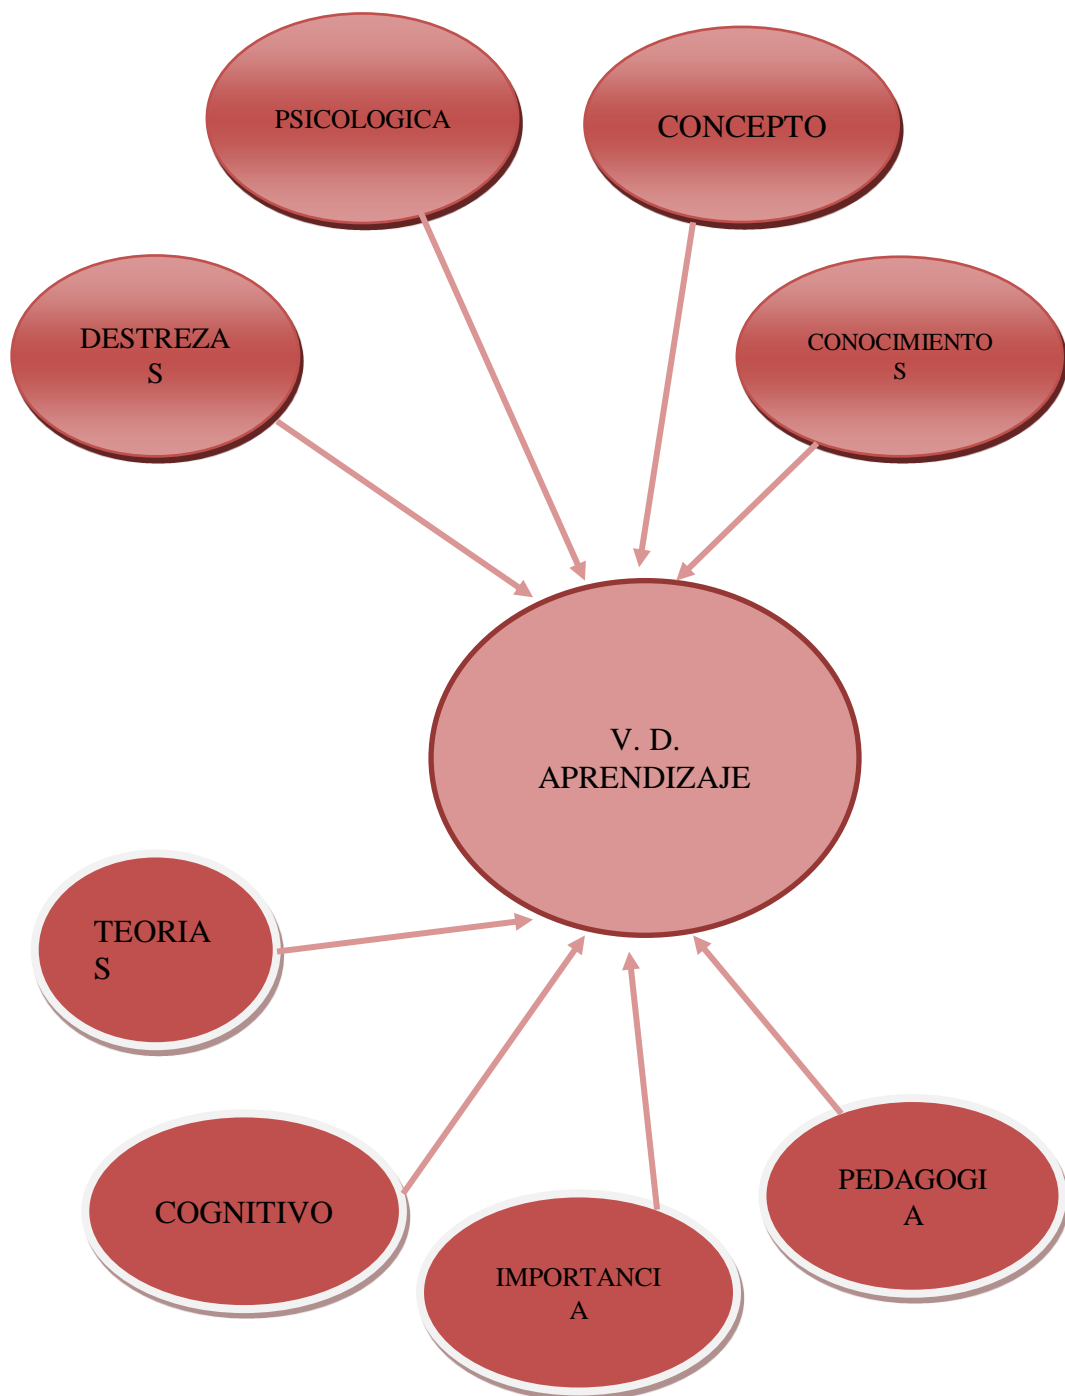 PSICOLOGICA
CONCEPTO
DESTREZA
S
CONOCIMIENTO
S
V. D.
APRENDIZAJE
TEORIA
S
COGNITIVO
PEDAGOGI
A
IMPORTANCI
A